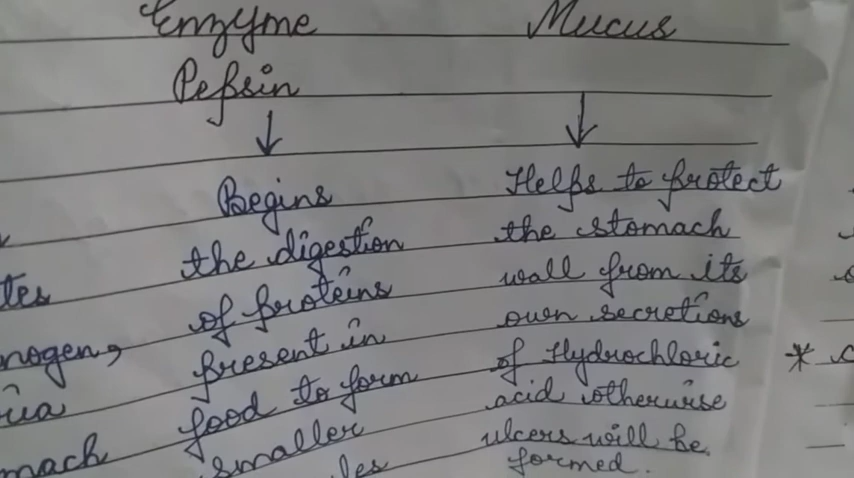 Enzyme
Pepsin
Begins
the digestion
of proteins
present in
food to form
smaller
Mucus
Helps to protect
the stomach
wall from its
own secretions
of Hydrochloric
acid otherwise
ulcers will be
formed.
*